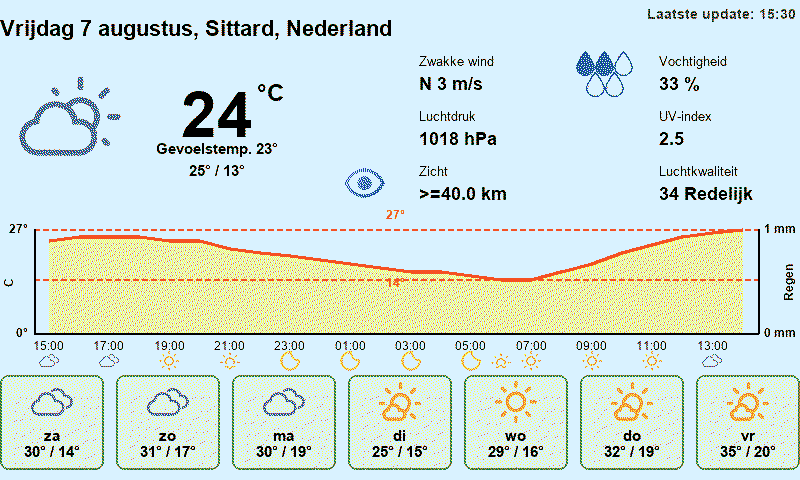 Laatste update: 15:30
Vrijdag 7 augustus, Sittard, Nederland
24 °C
Gevoelstemp. 23°
25° / 13°
Zwakke wind
N 3 m/s
Luchtdruk
1018 hPa
Zicht
>=40.0 km
Vochtigheid
33 %
UV-index
2.5
Luchtkwaliteit
34 Redelijk
27°
27°
1 mm
C
14°
Regen
0°
0 mm
15:00 17:00 19:00 21:00 23:00 01:00 03:00 05:00 07:00 09:00 11:00 13:00
za zo ma di wo do vr
30° / 14° 31° / 17° 30° / 19° 25° / 15° 29° / 16° 32° / 19° 35° / 20°